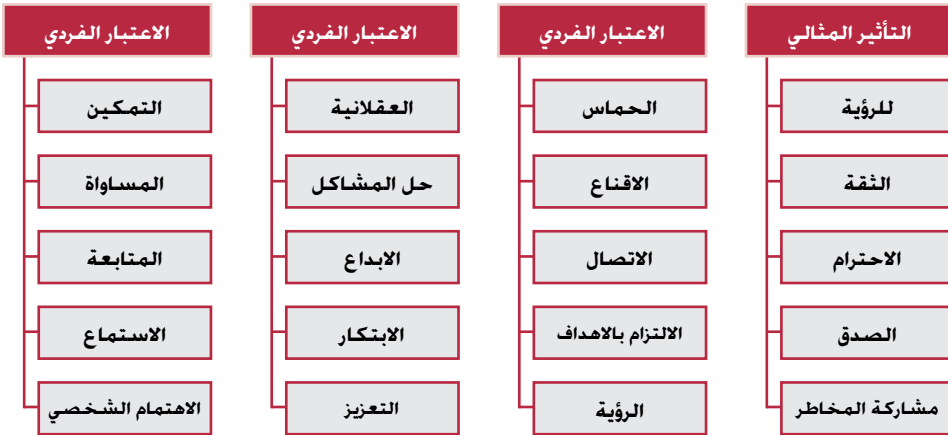 التأثير المثالي
للرؤية
الثقة
الاحترام
الصدق
مشاركة المخاطر
الاعتبار الفردي
الحماس
الاقناع
الاتصال
الالتزام بالاهداف
الرؤية
الاعتبار الفردي
العقلانية
حل المشاكل
الابداع
الابتكار
التعزيز
الاعتبار الفردي
التمكين
المساواة
المتابعة
الاستماع
الاهتمام الشخصي